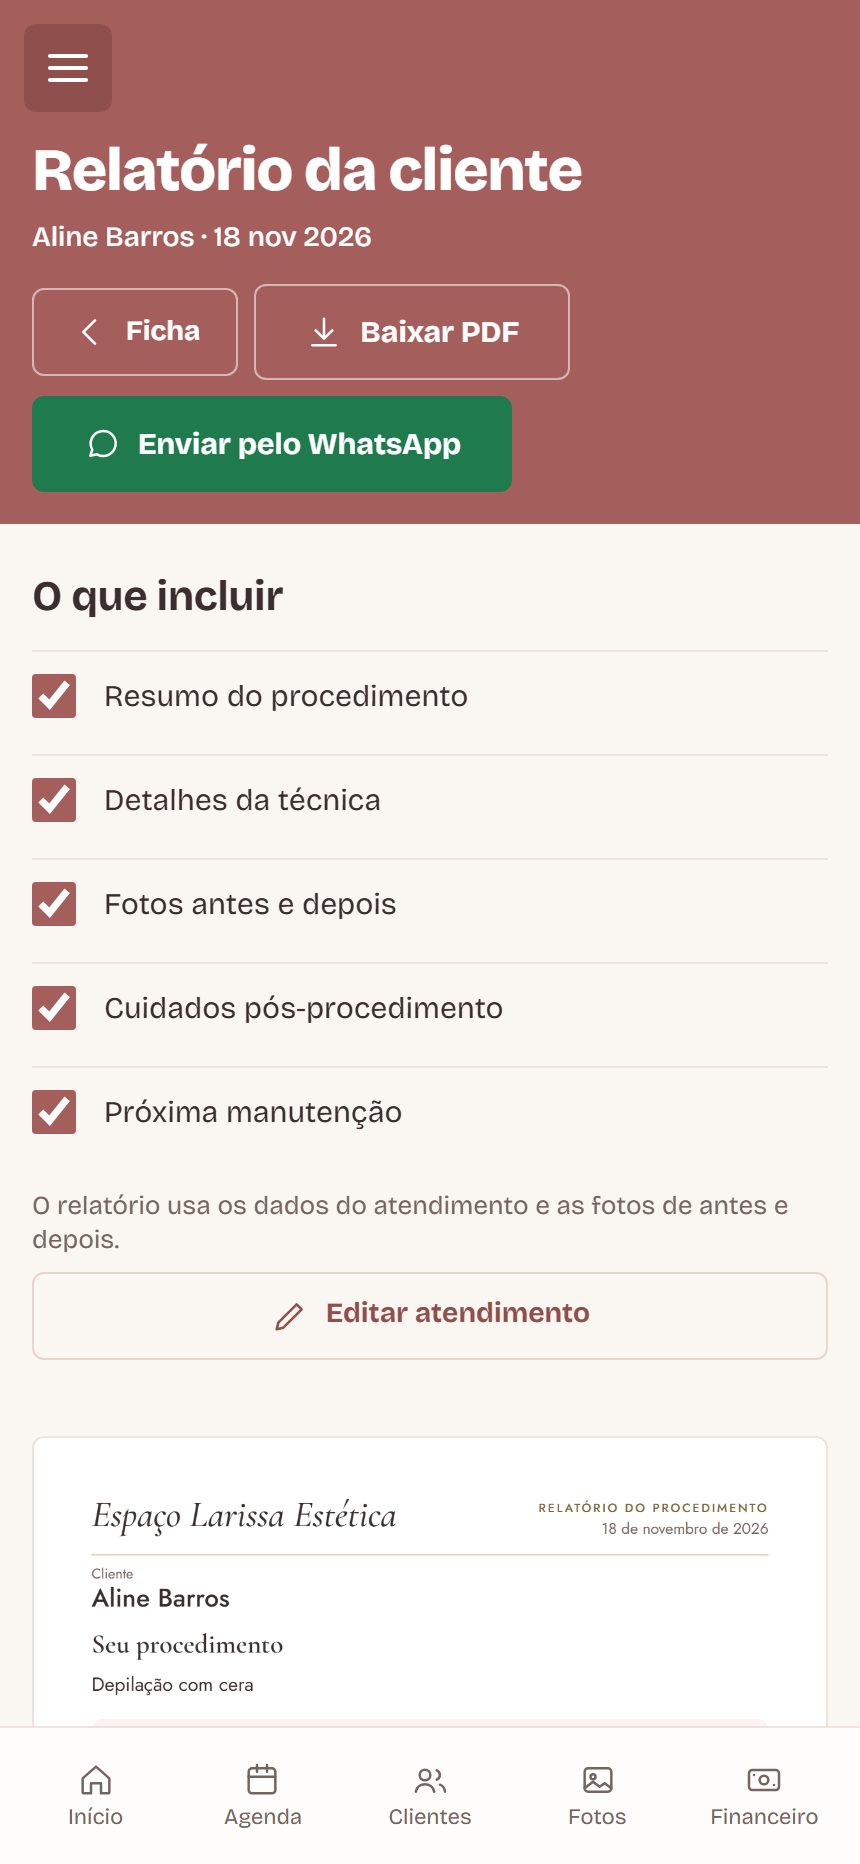 Relatório da cliente
Aline Barros · 18 nov 2026
Ficha
Baixar PDF
Enviar pelo WhatsApp
O que incluir
Resumo do procedimento
Detalhes da técnica
Fotos antes e depois
Cuidados pós-procedimento
Próxima manutenção
O relatório usa os dados do atendimento e as fotos de antes e
depois.
Editar atendimento
Espaço Larissa Estética
RELATÓRIO DO PROCEDIMENTO
18 de novembro de 2026
Cliente
Aline Barros
Seu procedimento
Depilação com cera
Início
Agenda
Clientes
Fotos
Financeiro